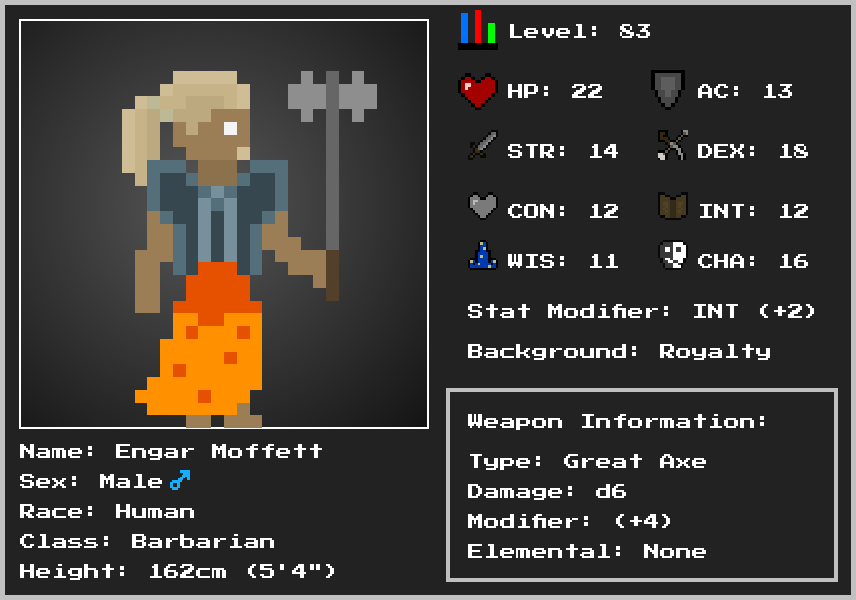 Level: 83
HP: 22
AC: 13
STR: 14
DEX: 18
CON: 12
INT: 12
WIS: 11
CHA: 16
Stat Modifier: INT (+2)
Background: Royalty
Weapon Information:
Type: Great Axe
Damage: d6
Modifier: (+4)
Elemental: None
Name: Engar Moffett
Sex: Male ♂
Race: Human
Class: Barbarian
Height: 162cm (5'4")